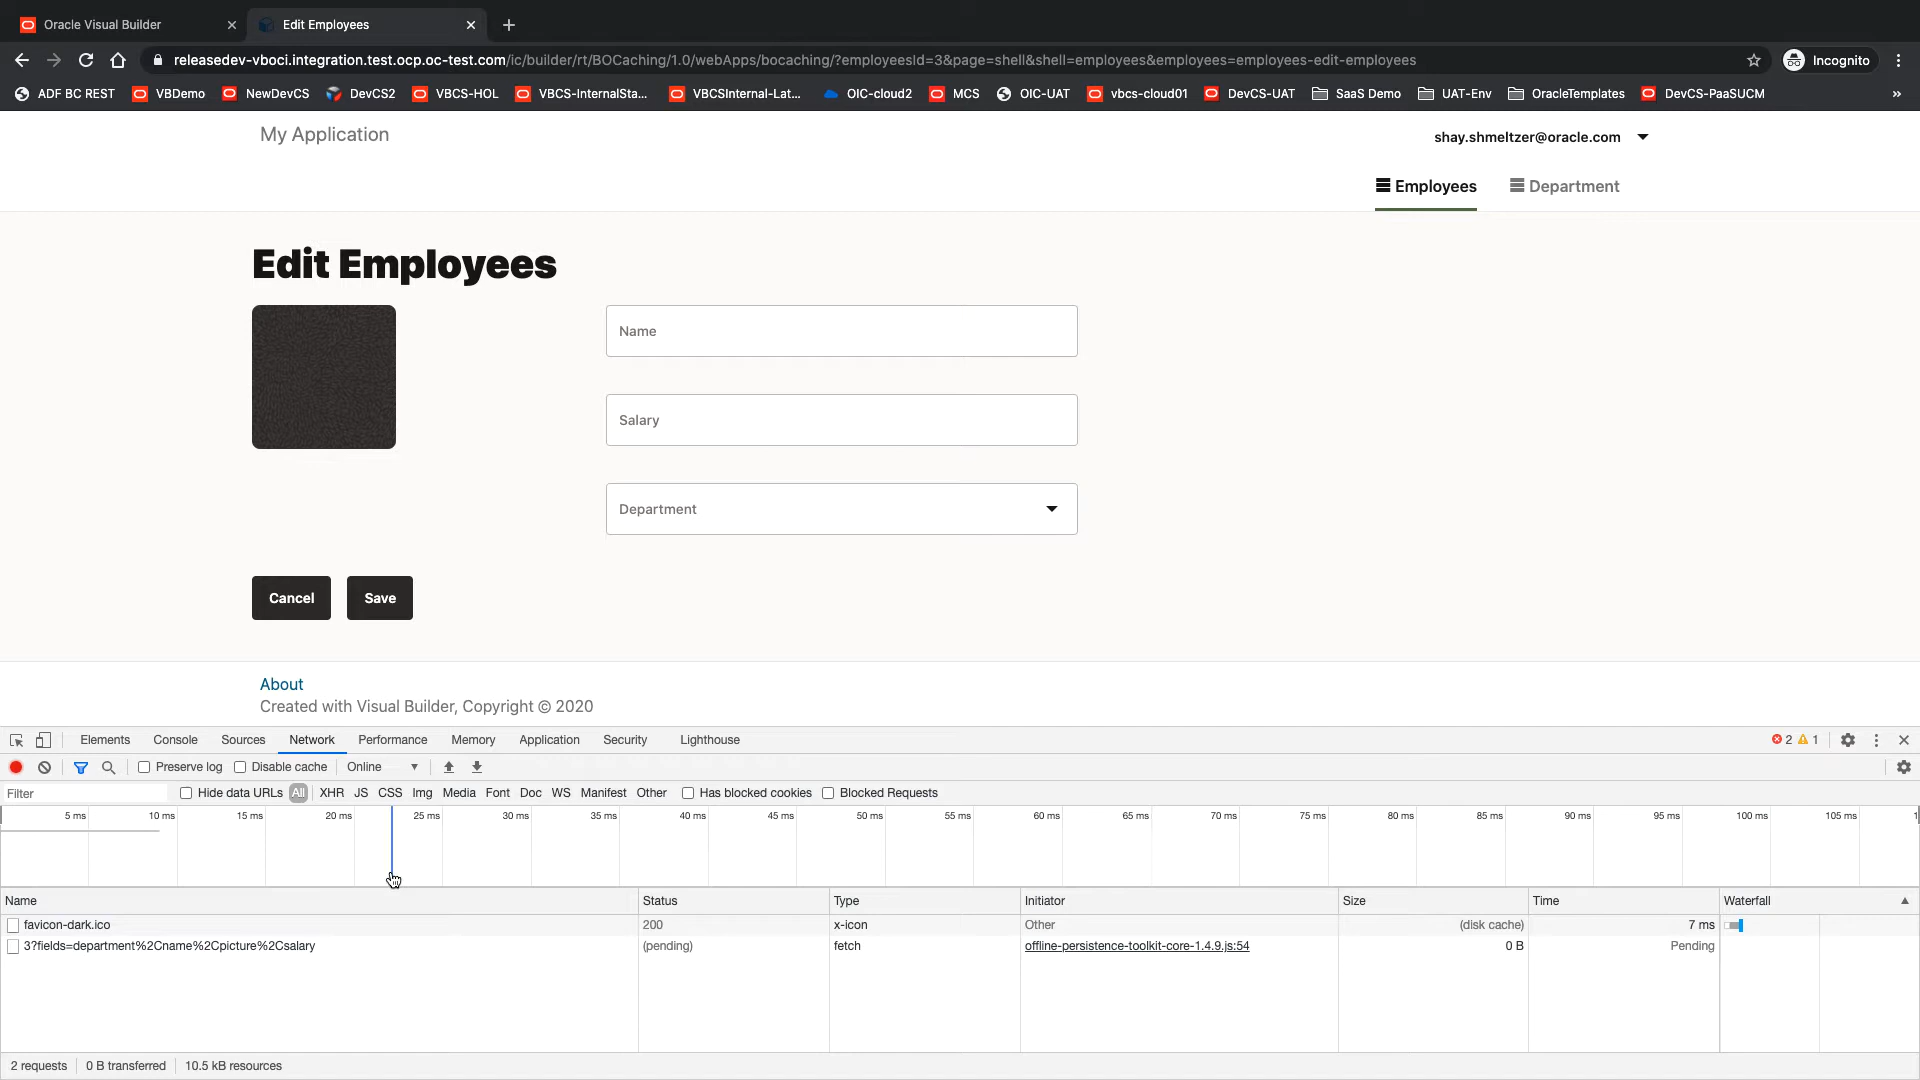 Oracle Visual Builder
Edit Employees
releasedev-vboci.integration.test.ocp.oc-test.com/ic/builder/rt/BOCaching/1.0/webApps/bocaching/?employeesId=3&page=shell&shell=employees&employees=employees-edit-employees
Incognito
ADF BC REST VBDemo NewDevCS DevCS2 VBCS-HOL VBCS-InternalSta... VBCSInternal-Lat... OIC-cloud2 MCS OIC-UAT vbcs-cloud01 DevCS-UAT SaaS Demo UAT-Env OracleTemplates DevCS-PaaSUCM »
My Application
shay.shmeltzer@oracle.com
Employees Department
Edit Employees
Name
Salary
Department
Cancel Save
About
Created with Visual Builder, Copyright © 2020
Elements Console Sources Network Performance Memory Application Security Lighthouse 2 1
Preserve log Disable cache Online
Filter Hide data URLs All XHR JS CSS Img Media Font Doc WS Manifest Other Has blocked cookies Blocked Requests
5 ms 10 ms 15 ms 20 ms 25 ms 30 ms 35 ms 40 ms 45 ms 50 ms 55 ms 60 ms 65 ms 70 ms 75 ms 80 ms 85 ms 90 ms 95 ms 100 ms 105 ms 1
Name Status Type Initiator Size Time Waterfall
favicon-dark.ico 200 x-icon Other (disk cache) 7 ms
3?fields=department%2Cname%2Cpicture%2Csalary (pending) fetch offline-persistence-toolkit-core-1.4.9.js:54 0 B Pending
2 requests 0 B transferred 10.5 kB resources